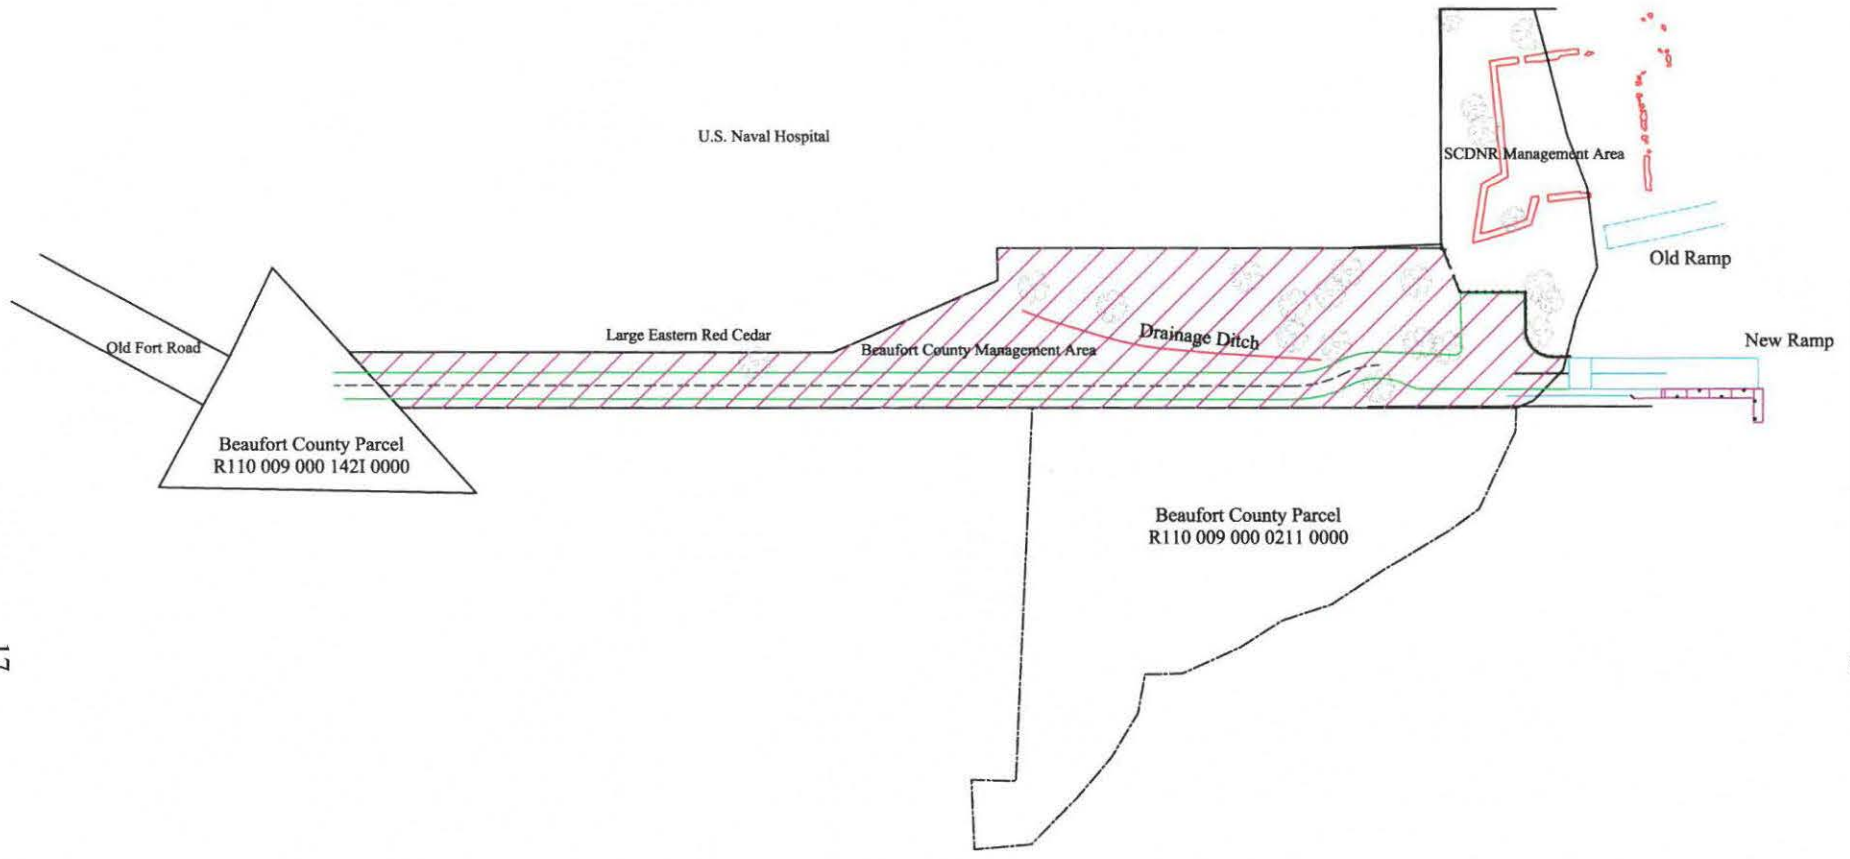 U.S. Naval Hospital
SCDNR Management Area
Old Ramp
Old Fort Road
Large Eastern Red Cedar
Drainage Ditch
Beaufort County Management Area
New Ramp
Beaufort County Parcel
R110 009 000 142I 0000
Beaufort County Parcel
R110 009 000 0211 0000
17